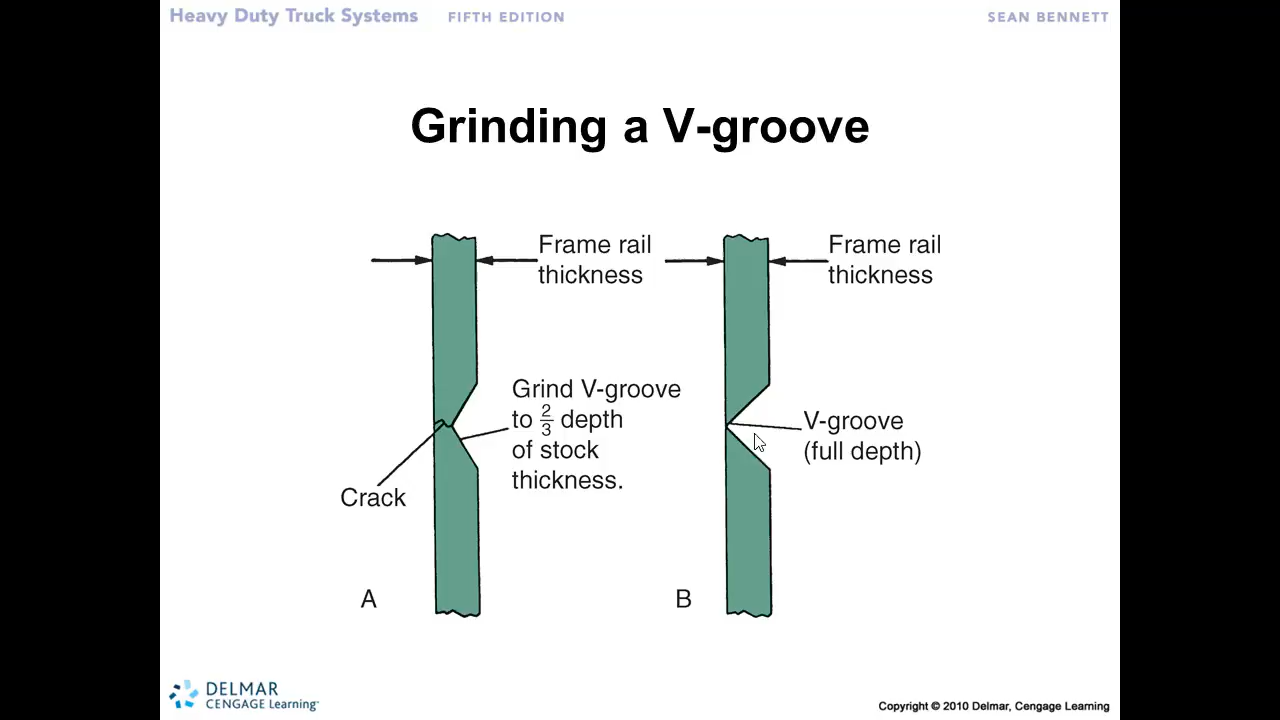 Heavy Duty Truck Systems FIFTH EDITION SEAN BENNETT
Grinding a V-groove
Frame rail
thickness
Frame rail
thickness
Grind V-groove
to 2/3 depth
of stock
thickness.
Crack
V-groove
(full depth)
A
B
DELMAR
CENGAGE Learning™
Copyright © 2010 Delmar, Cengage Learning